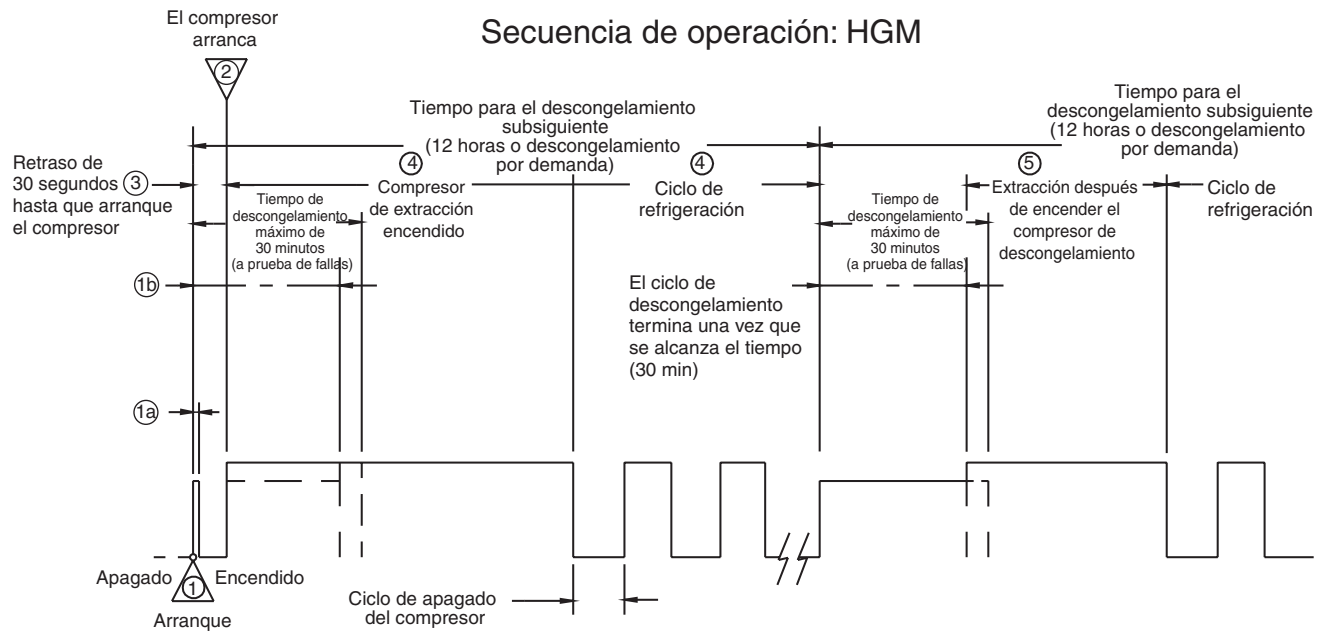 El compresor
arranca
2
Secuencia de operación: HGM
Tiempo para el descongelamiento
subsiguiente
(12 horas o descongelamiento
por demanda)
Tiempo para el
descongelamiento subsiguiente
(12 horas o descongelamiento
por demanda)
Retraso de
30 segundos 3
hasta que arranque
el compresor
Tiempo de
descongelamiento
máximo de
30 minutos
(a prueba de fallas)
4
Compresor
de extracción
encendido
4
Ciclo de
refrigeración
Tiempo de
descongelamiento
máximo de
30 minutos
(a prueba de fallas)
5
Extracción después
de encender el
compresor de
descongelamiento
Ciclo de
refrigeración
1b
El ciclo de
descongelamiento
termina una vez que
se alcanza el tiempo
(30 min)
1a
Apagado
1
Encendido
Arranque
Ciclo de apagado
del compresor